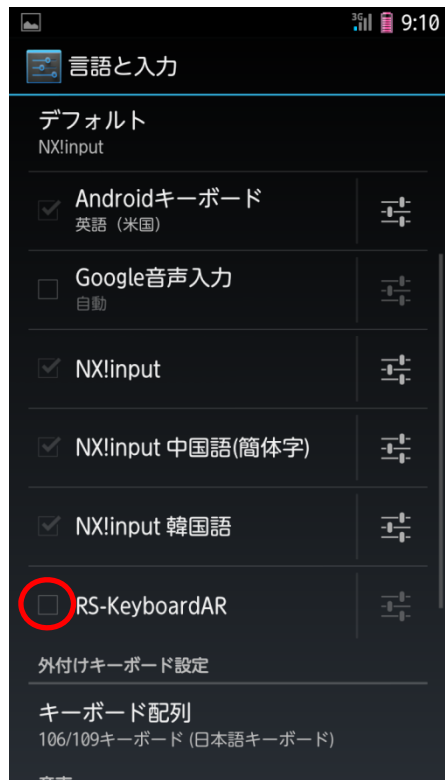 3G 9:10
言語と入力
デフォルト
NX!input
Androidキーボード
英語（米国）
Google音声入力
自動
NX!input
NX!input 中国語(簡体字)
NX!input 韓国語
RS-KeyboardAR
外付けキーボード設定
キーボード配列
106/109キーボード (日本語キーボード)